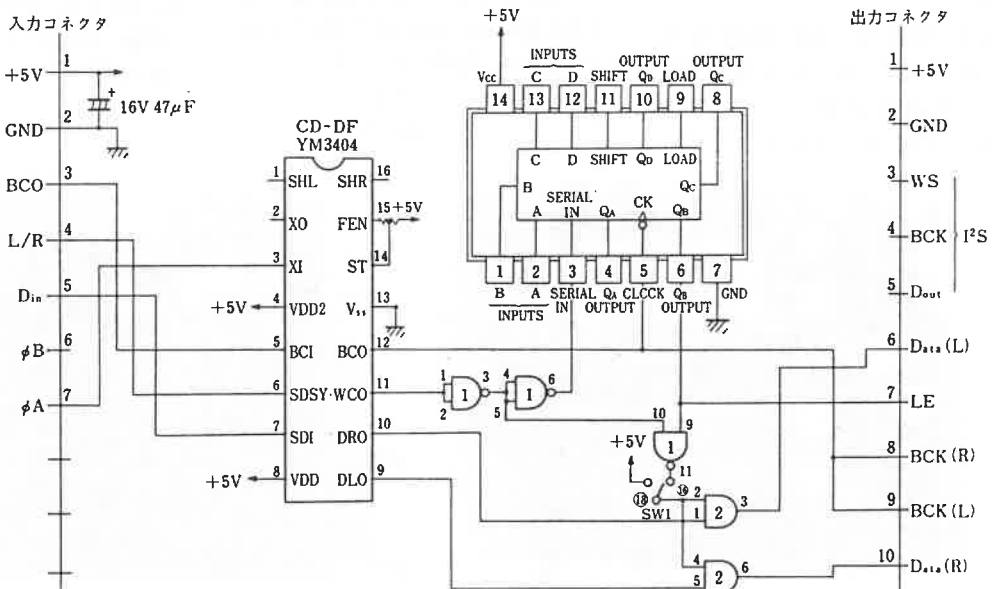 入力コネクタ
+5V 1
+
16V 47μF
GND 2
BCO 3
L/R 4
Din 5
φB 6
φA 7
CD-DF
YM3404
1 SHL SHR 16
2 XO FEN 15 +5V
3 XI ST 14
+5V 4 VDD2 Vss 13
5 BCI BCO 12
6 SDSY·WCO 11
7 SDI DRO 10
+5V 8 VDD DLO 9
+5V
INPUTS OUTPUT OUTPUT
Vcc C D SHIFT QD LOAD QC
14 13 12 11 10 9 8
C D SHIFT QD LOAD
B QC
SERIAL CK
A IN QA QB
1 2 3 4 5 6 7
B A SERIAL QA CLCCK QB GND
INPUTS IN OUTPUT OUTPUT
1 2 1 3
4 5 1 6
10 9
1
11
+5V
⑱ ⑯
SW1
2 1 2 3
4 5 2 6
出力コネクタ
1 +5V
2 GND
3 WS
4 BCK I²S
5 Dout
6 Data(L)
7 LE
8 BCK(R)
9 BCK(L)
10 Data(R)